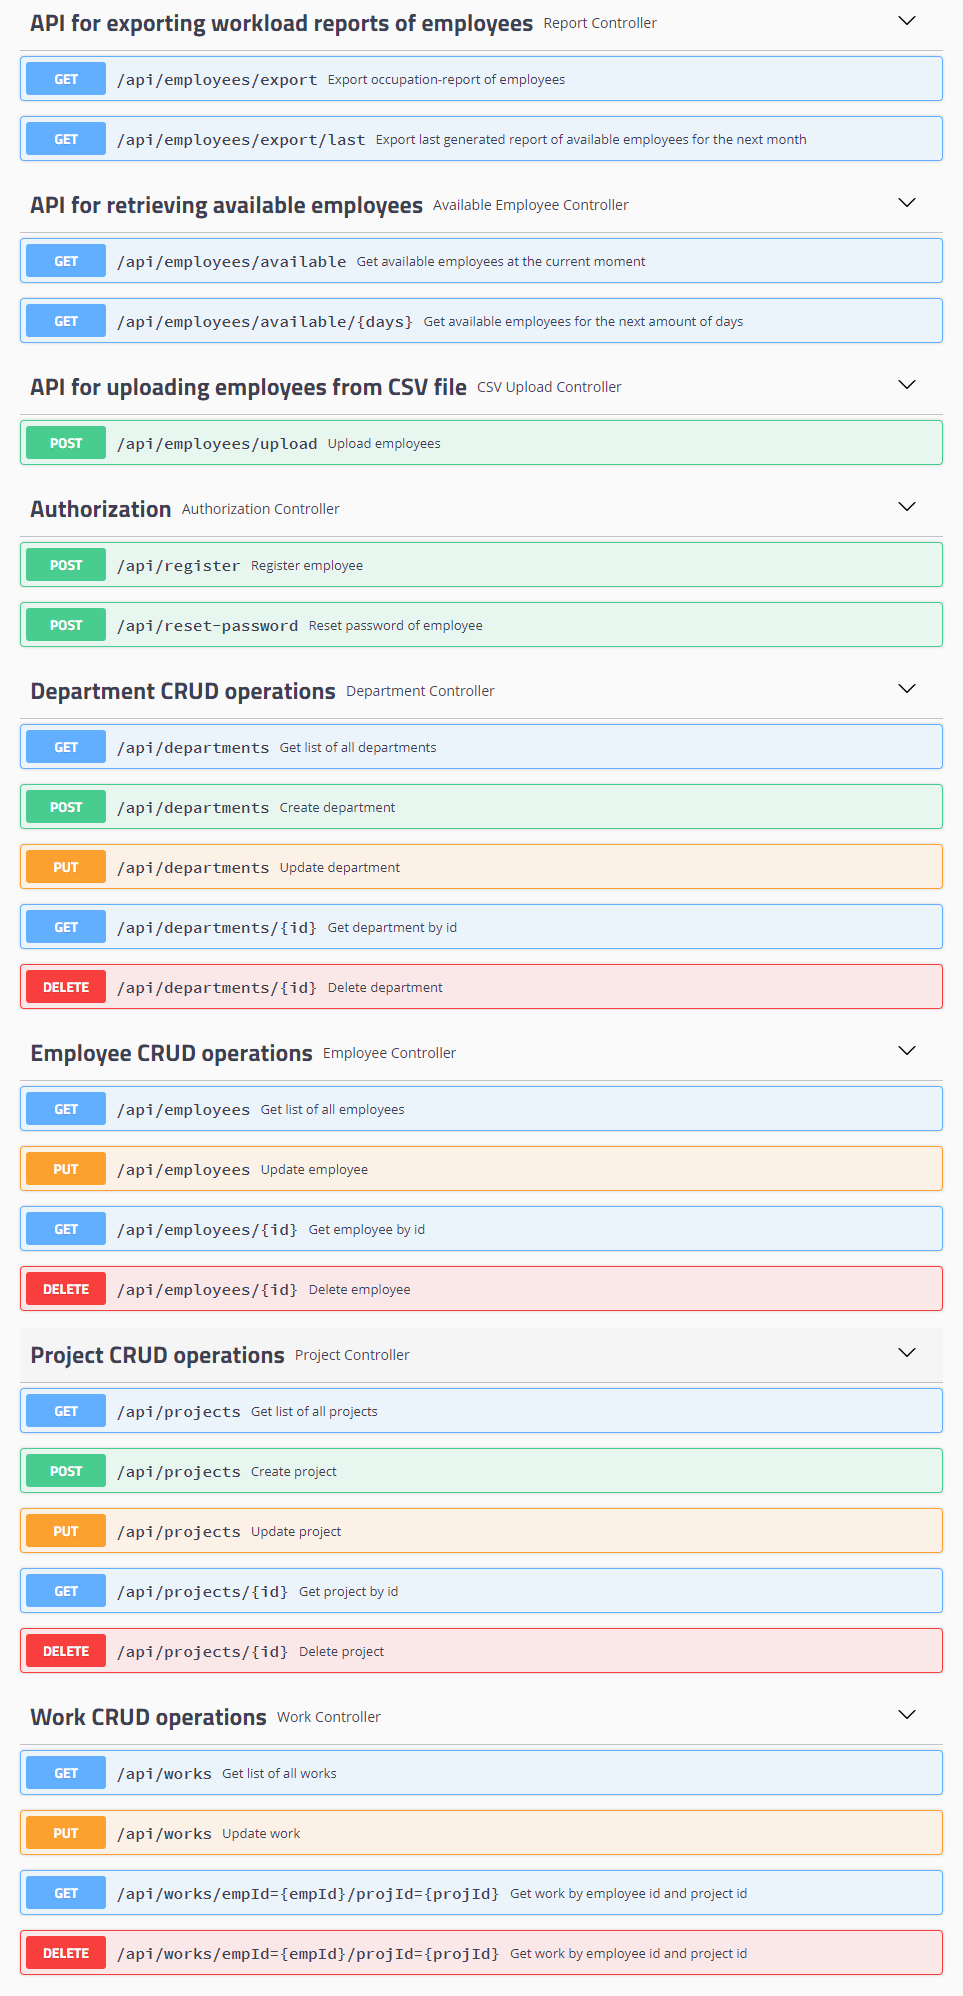 API for exporting workload reports of employees Report Controller
GET /api/employees/export Export occupation-report of employees
GET /api/employees/export/last Export last generated report of available employees for the next month
API for retrieving available employees Available Employee Controller
GET /api/employees/available Get available employees at the current moment
GET /api/employees/available/{days} Get available employees for the next amount of days
API for uploading employees from CSV file CSV Upload Controller
POST /api/employees/upload Upload employees
Authorization Authorization Controller
POST /api/register Register employee
POST /api/reset-password Reset password of employee
Department CRUD operations Department Controller
GET /api/departments Get list of all departments
POST /api/departments Create department
PUT /api/departments Update department
GET /api/departments/{id} Get department by id
DELETE /api/departments/{id} Delete department
Employee CRUD operations Employee Controller
GET /api/employees Get list of all employees
PUT /api/employees Update employee
GET /api/employees/{id} Get employee by id
DELETE /api/employees/{id} Delete employee
Project CRUD operations Project Controller
GET /api/projects Get list of all projects
POST /api/projects Create project
PUT /api/projects Update project
GET /api/projects/{id} Get project by id
DELETE /api/projects/{id} Delete project
Work CRUD operations Work Controller
GET /api/works Get list of all works
PUT /api/works Update work
GET /api/works/empId={empId}/projId={projId} Get work by employee id and project id
DELETE /api/works/empId={empId}/projId={projId} Get work by employee id and project id